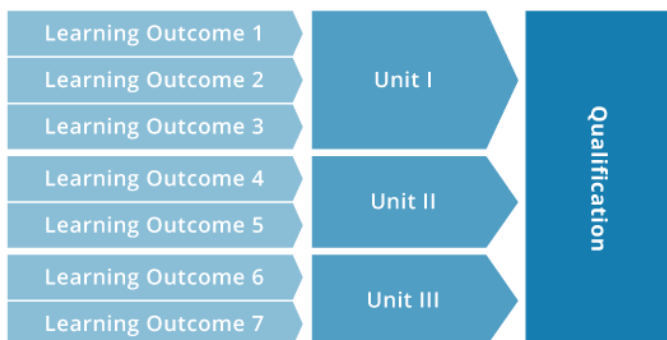 Learning Outcome 1
Learning Outcome 2
Learning Outcome 3
Unit I
Learning Outcome 4
Learning Outcome 5
Unit II
Learning Outcome 6
Learning Outcome 7
Unit III
Qualification